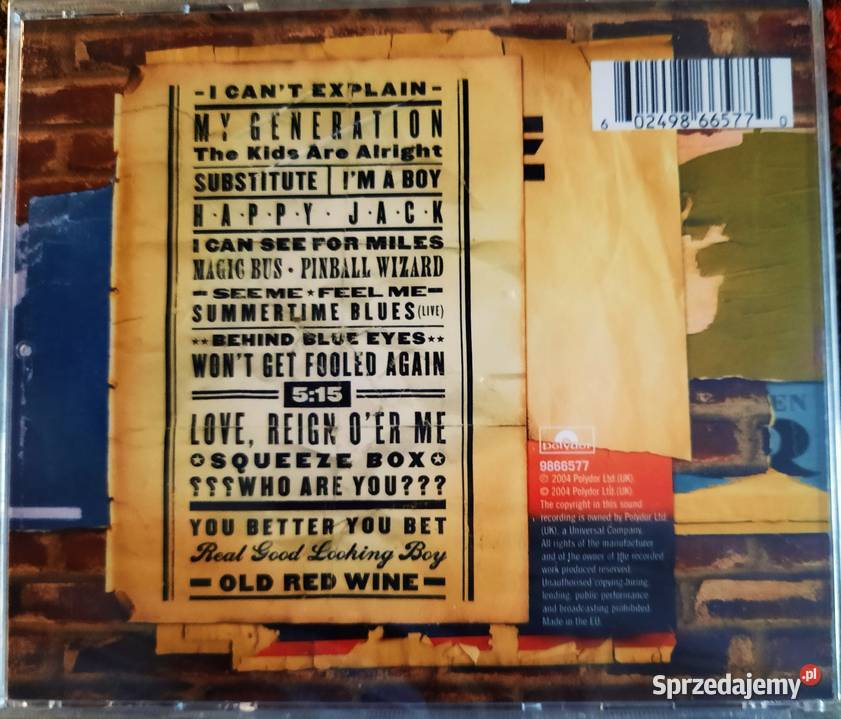 -I CAN'T EXPLAIN-
MY GENERATION
The Kids Are Alright
SUBSTITUTE | I'M A BOY
H·A·P·P·Y· J·A·C·K
I CAN SEE FOR MILES
MAGIC BUS · PINBALL WIZARD
-SEE ME★FEEL ME-
SUMMERTIME BLUES (LIVE)
★★BEHIND BLUE EYES★★
WON'T GET FOOLED AGAIN
5:15
LOVE, REIGN O'ER ME
✪SQUEEZE BOX✪
???WHO ARE YOU???
YOU BETTER YOU BET
Real Good Looking Boy
-OLD RED WINE-
6 02498 66577 0
EN
polydor
9866577
℗ 2004 Polydor Ltd.(UK).
© 2004 Polydor Ltd.(UK).
The copyright in this sound
recording is owned by Polydor Ltd.
(UK), a Universal Company.
All rights of the manufacturer
and of the owner of the recorded
work produced reserved.
Unauthorised copying, hiring,
lending, public performance
and broadcasting prohibited.
Made in the E.U.
Sprzedajemy.pl